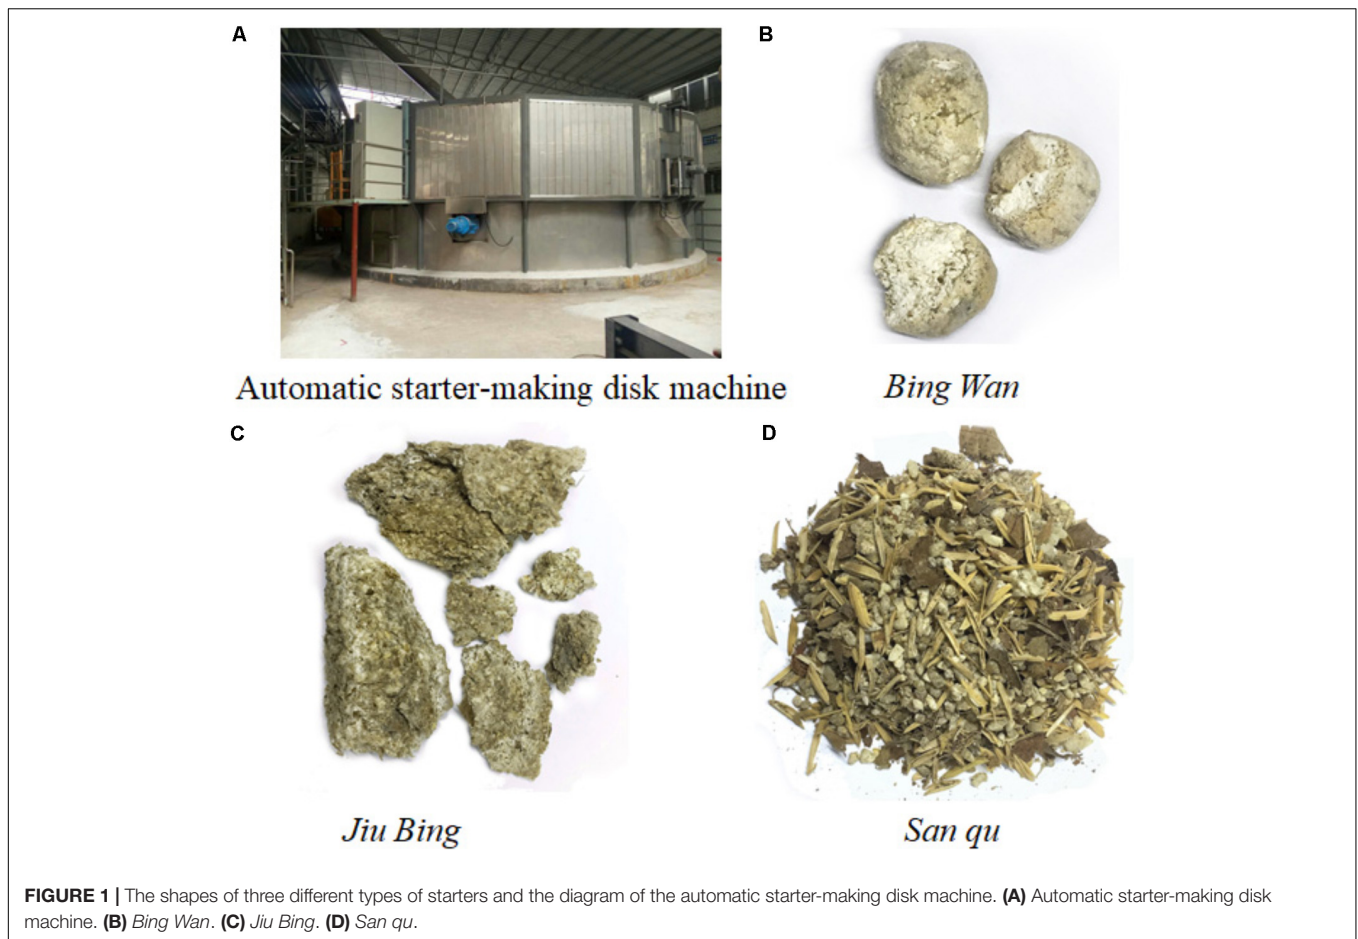 A
B
Automatic starter-making disk machine
Bing Wan
C
D
Jiu Bing
San qu
FIGURE 1 | The shapes of three different types of starters and the diagram of the automatic starter-making disk machine. (A) Automatic starter-making disk
machine. (B) Bing Wan. (C) Jiu Bing. (D) San qu.